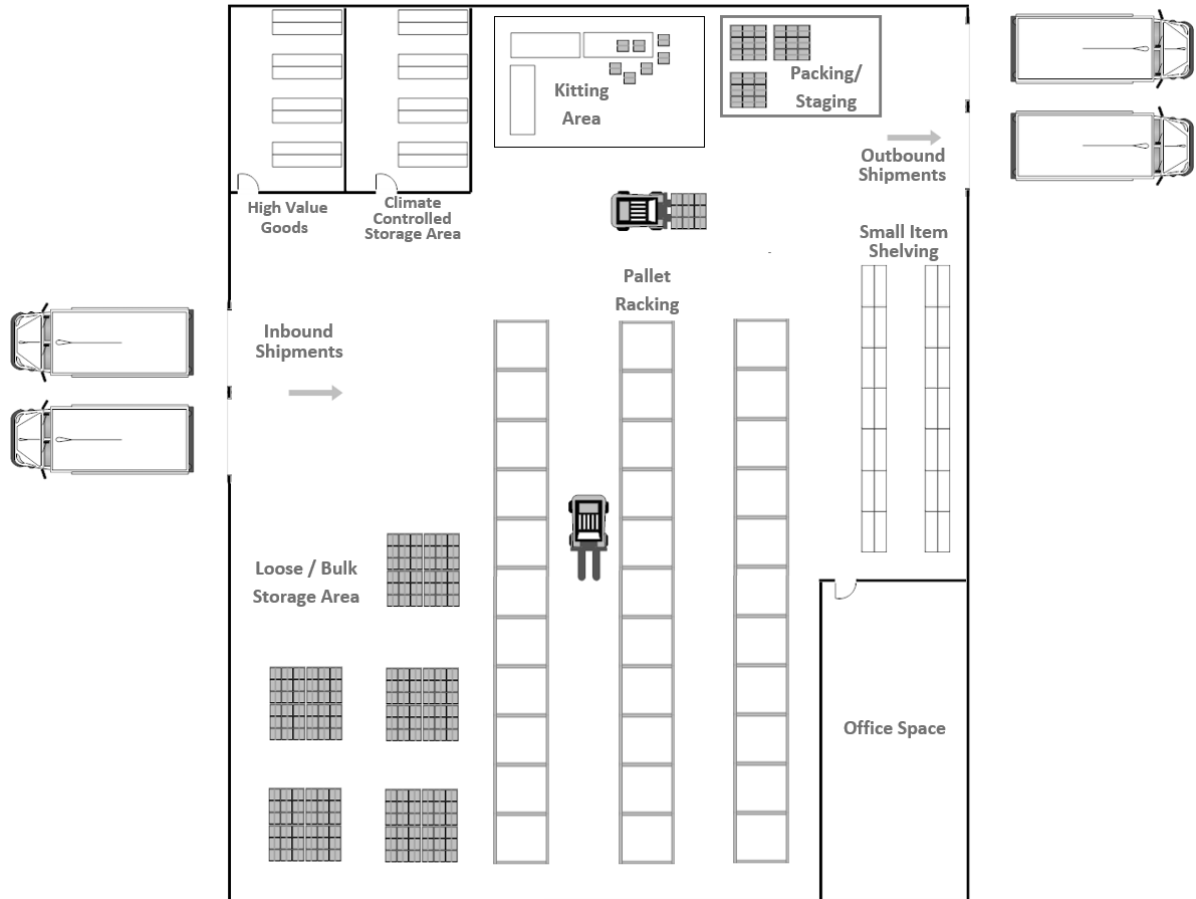 Kitting
Area
Packing/
Staging
Outbound
Shipments
High Value
Goods
Climate
Controlled
Storage Area
Small Item
Shelving
Pallet
Racking
Inbound
Shipments
Loose / Bulk
Storage Area
Office Space